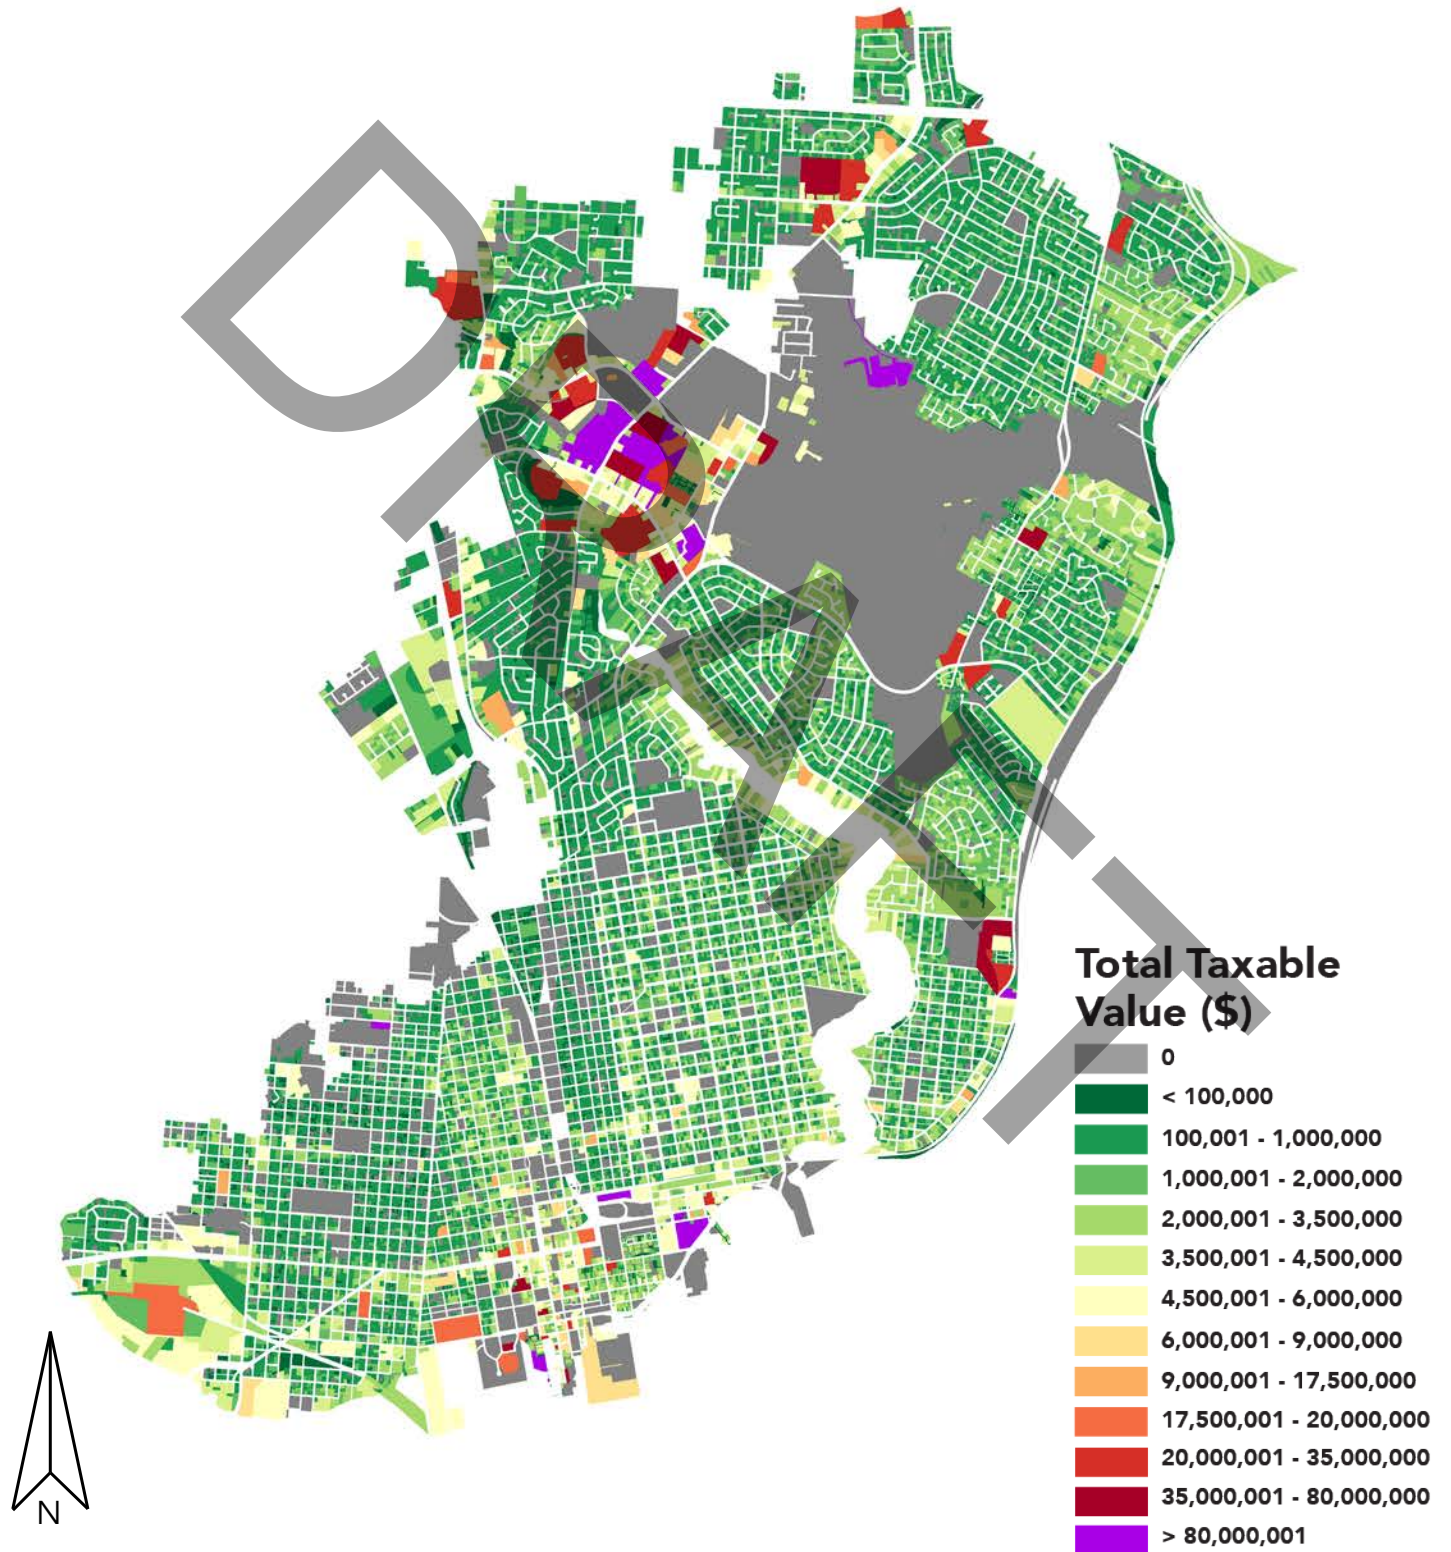 DRAFT
Total Taxable
Value ($)
0
< 100,000
100,001 - 1,000,000
1,000,001 - 2,000,000
2,000,001 - 3,500,000
3,500,001 - 4,500,000
4,500,001 - 6,000,000
6,000,001 - 9,000,000
9,000,001 - 17,500,000
17,500,001 - 20,000,000
20,000,001 - 35,000,000
35,000,001 - 80,000,000
> 80,000,001
N